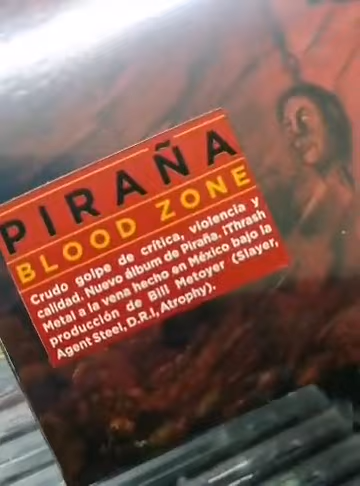 PIRAÑA
BLOOD ZONE
Crudo golpe de crítica, violencia y
calidad. Nuevo álbum de Piraña. ¡Thrash
Metal a la vena hecho en México bajo la
producción de Bill Metoyer (Slayer,
Agent Steel, D.R.I, Atrophy).